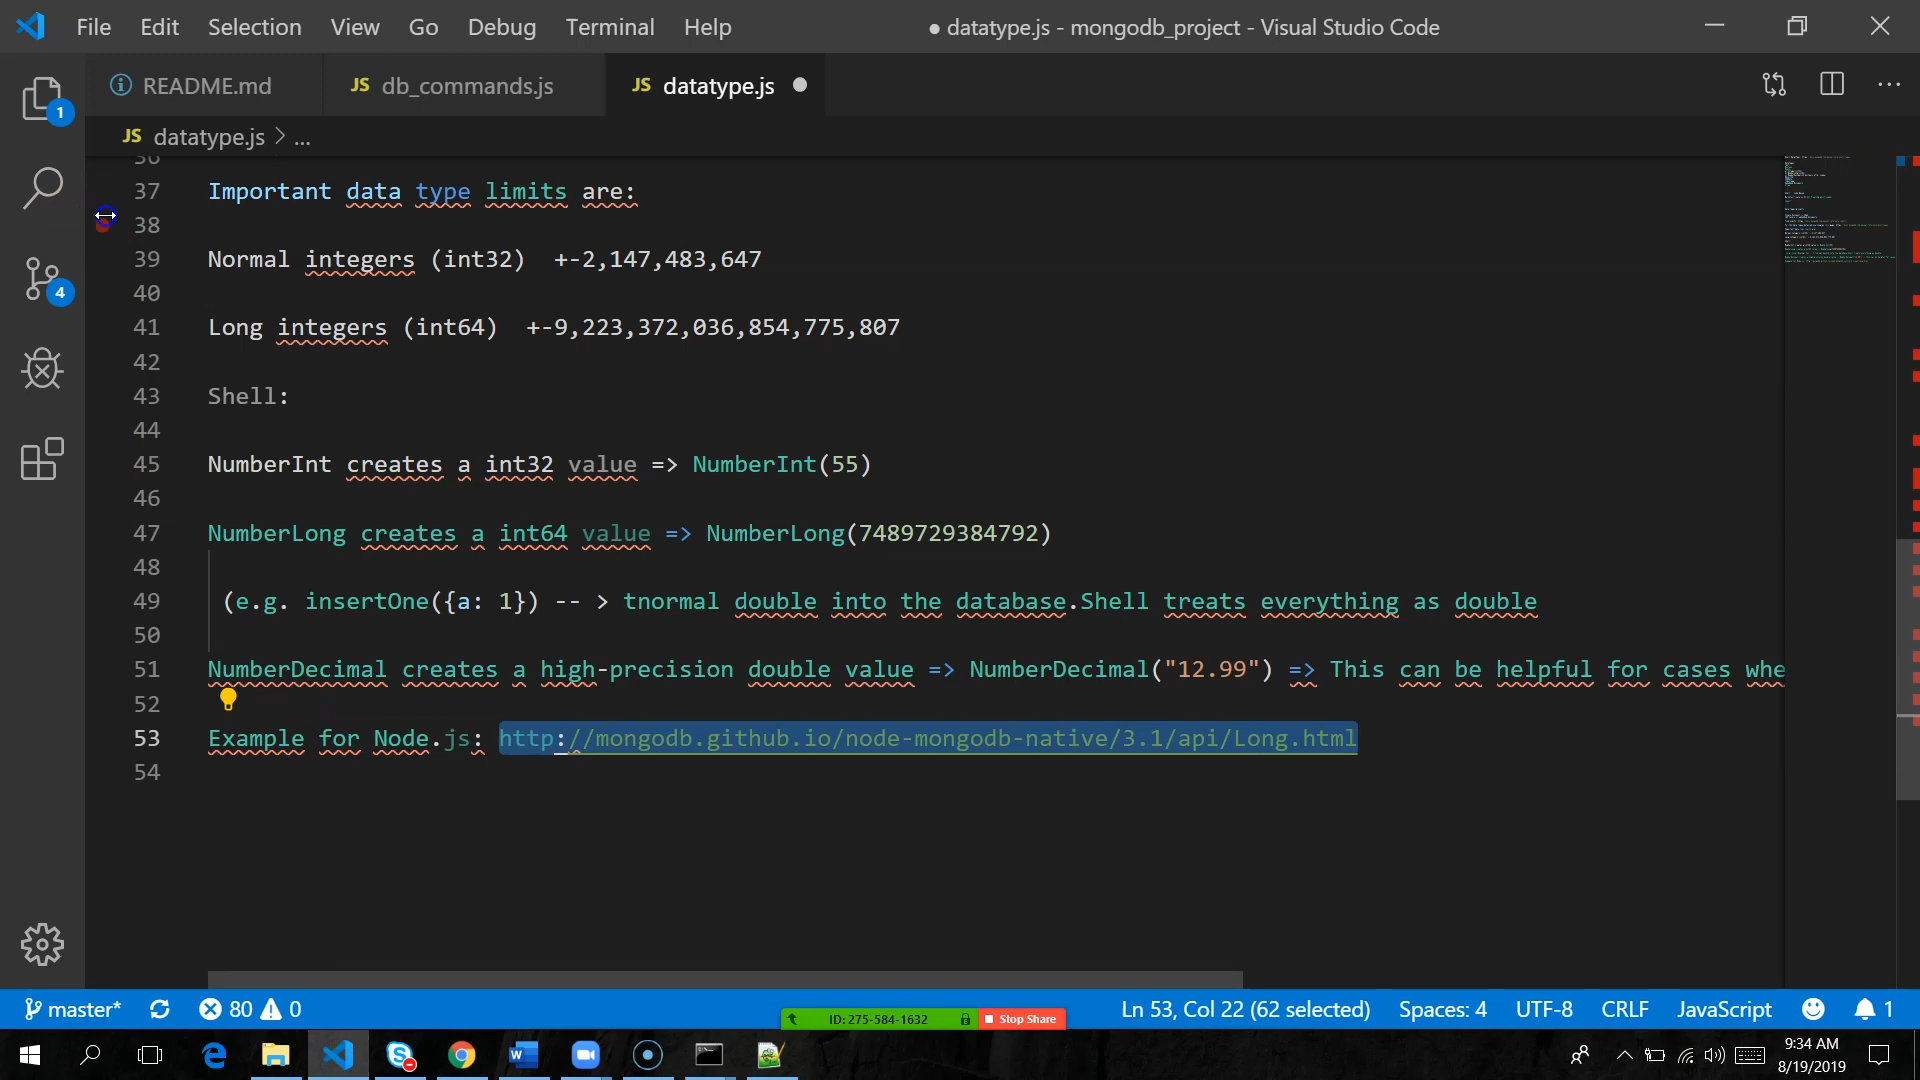 File Edit Selection View Go Debug Terminal Help
● datatype.js - mongodb_project - Visual Studio Code
README.md
JS db_commands.js
JS datatype.js ●
JS datatype.js > ...
1
4
36
37 Important data type limits are:
38
39 Normal integers (int32)  +-2,147,483,647
40
41 Long integers (int64)  +-9,223,372,036,854,775,807
42
43 Shell:
44
45 NumberInt creates a int32 value => NumberInt(55)
46
47 NumberLong creates a int64 value => NumberLong(7489729384792)
48
49 (e.g. insertOne({a: 1}) -- > tnormal double into the database.Shell treats everything as double
50
51 NumberDecimal creates a high-precision double value => NumberDecimal("12.99") => This can be helpful for cases whe
52
53 Example for Node.js: http://mongodb.github.io/node-mongodb-native/3.1/api/Long.html
54
master* 80 0 Ln 53, Col 22 (62 selected) Spaces: 4 UTF-8 CRLF JavaScript 1
ID: 275-584-1632 Stop Share
9:34 AM
8/19/2019